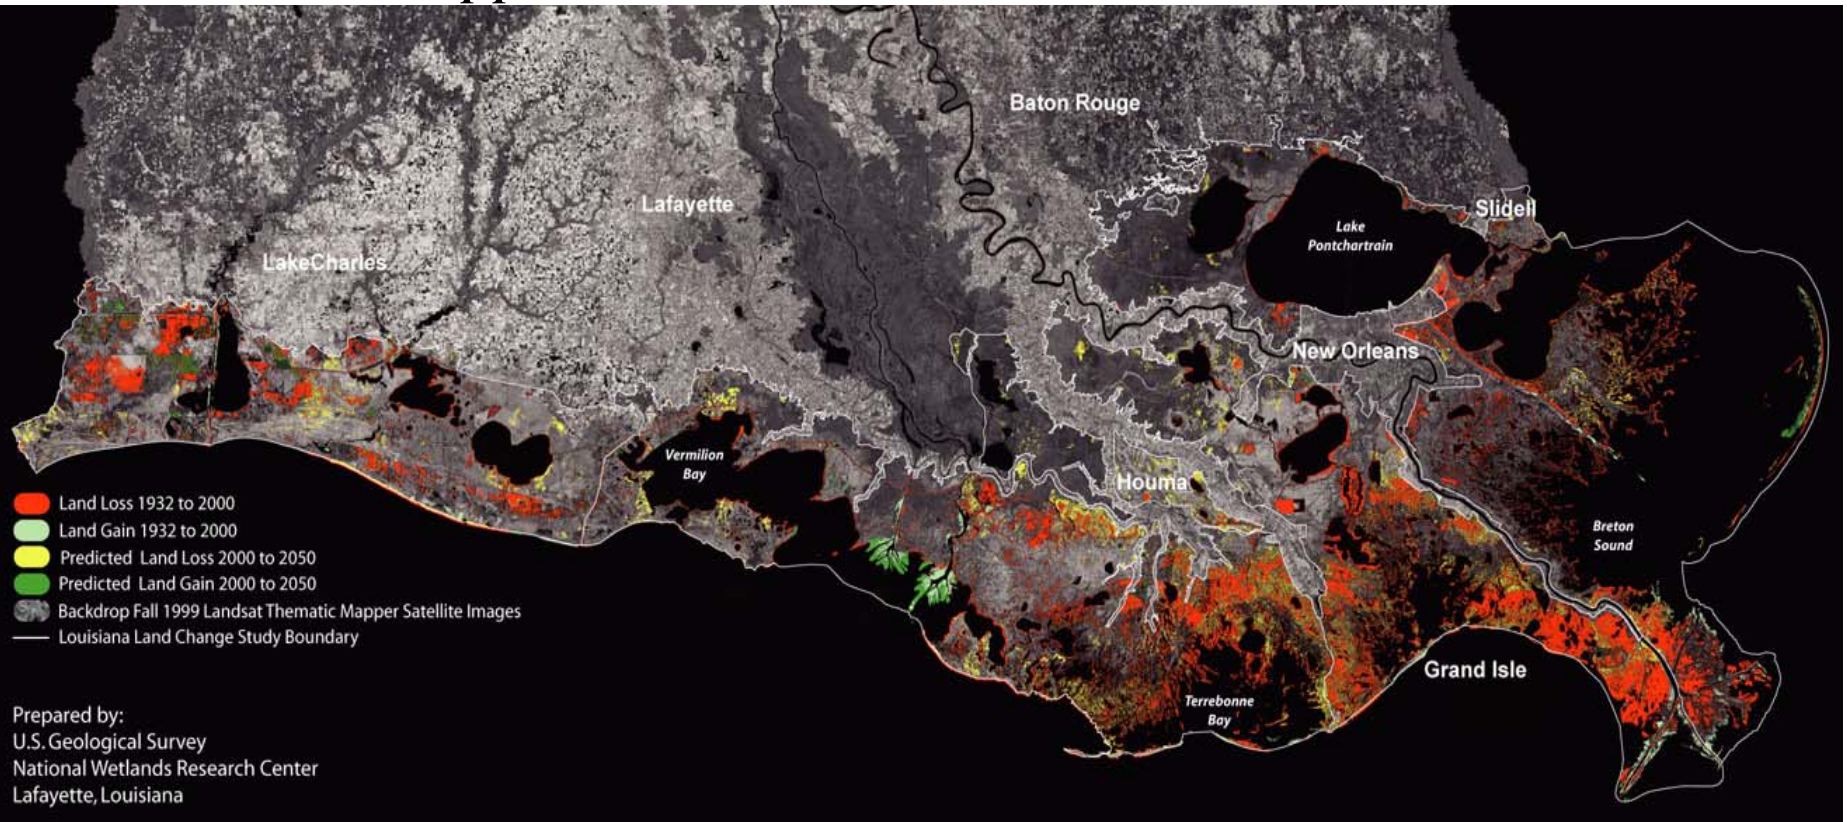 Baton Rouge
Lafayette
Slidell
Lake
Pontchartrain
LakeCharles
New Orleans
Vermilion
Bay
Houma
Breton
Sound
Grand Isle
Terrebonne
Bay
Land Loss 1932 to 2000
Land Gain 1932 to 2000
Predicted Land Loss 2000 to 2050
Predicted Land Gain 2000 to 2050
Backdrop Fall 1999 Landsat Thematic Mapper Satellite Images
Louisiana Land Change Study Boundary
Prepared by:
U.S. Geological Survey
National Wetlands Research Center
Lafayette, Louisiana